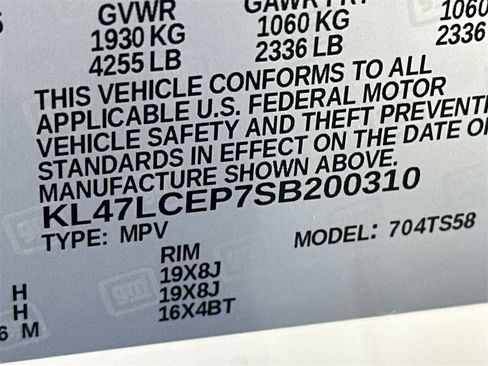 GVWR GAWR FRT
1930 KG 1060 KG 1060
4255 LB 2336 LB 2336
THIS VEHICLE CONFORMS TO ALL
APPLICABLE U.S. FEDERAL MOTOR
VEHICLE SAFETY AND THEFT PREVENTI
STANDARDS IN EFFECT ON THE DATE O
MANUFACTURE SHOWN ABOVE.
KL47LCEP7SB200310
TYPE: MPV MODEL: 704TS58
RIM
H 19X8J
H 19X8J
6 M 16X4BT
gm